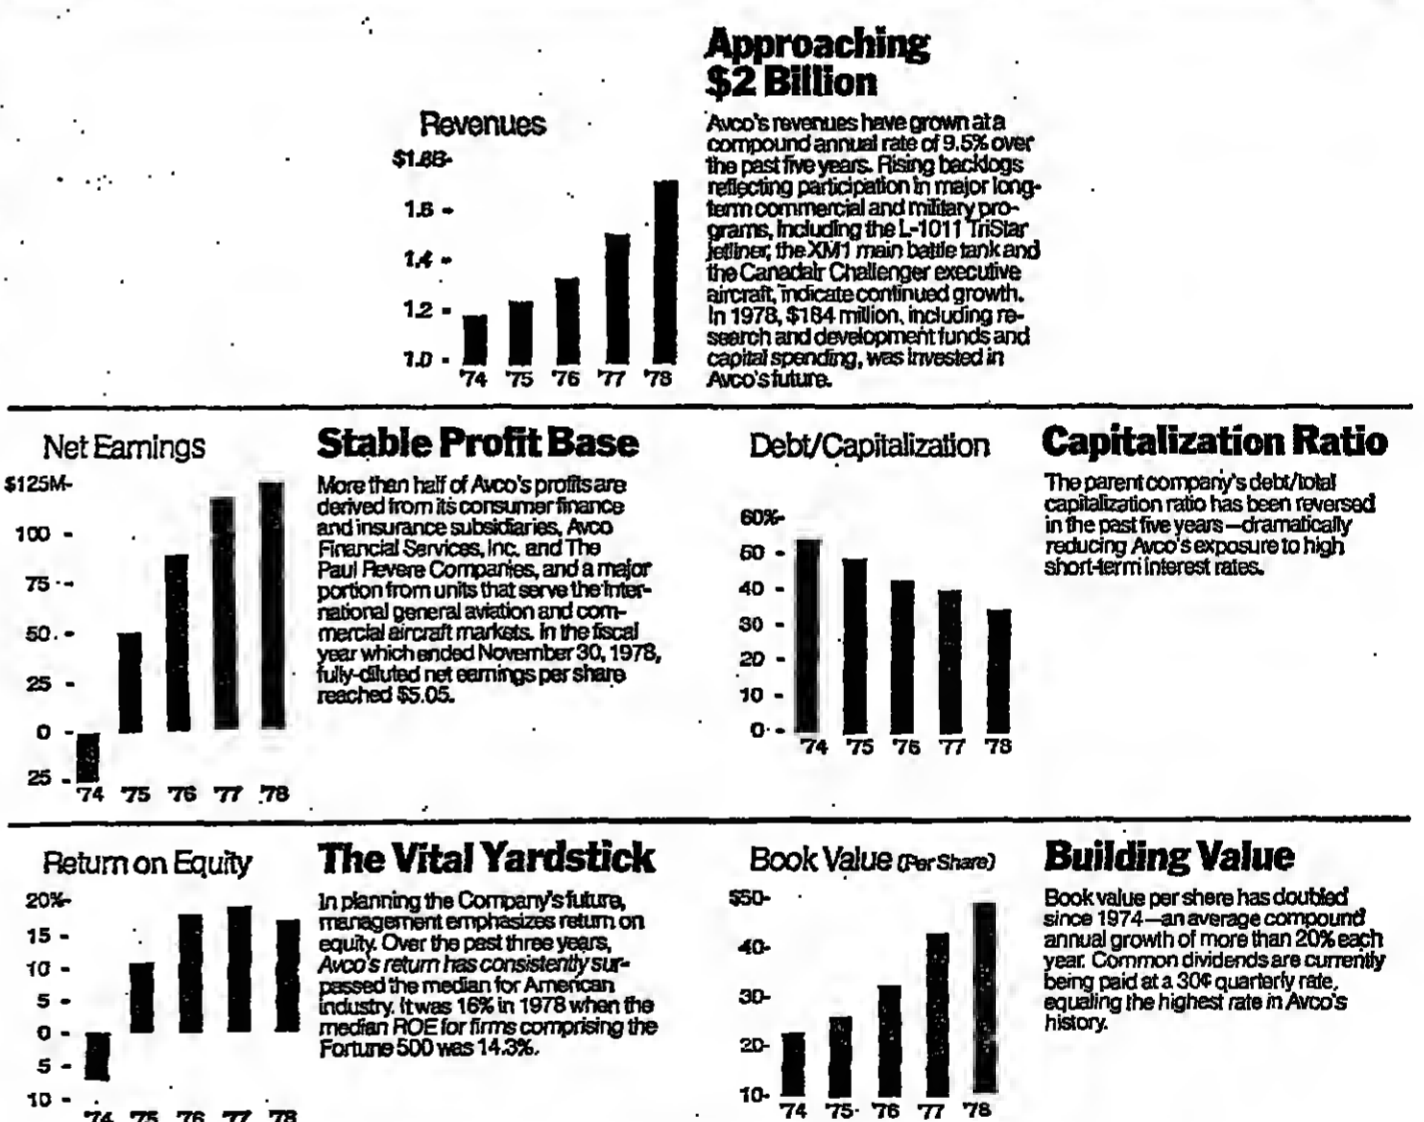 Approaching
$2 Billion
Revenues
$1.8B-
1.6 -
1.4 -
1.2 -
1.0 -
'74 '75 '76 '77 '78
Avco's revenues have grown at a
compound annual rate of 9.5% over
the past five years. Rising backlogs
reflecting participation in major long-
term commercial and military pro-
grams, including the L-1011 TriStar
jetliner, the XM1 main battle tank and
the Canadair Challenger executive
aircraft, indicate continued growth.
In 1978, $184 million, including re-
search and development funds and
capital spending, was invested in
Avco's future.
Net Earnings
$125M-
100 -
75 -
50 -
25 -
0 -
25 -
'74 '75 '76 '77 '78
Stable Profit Base
More then half of Avco's profits are
derived from its consumer finance
and insurance subsidiaries, Avco
Financial Services, Inc. and The
Paul Revere Companies, and a major
portion from units that serve the inter-
national general aviation and com-
mercial aircraft markets. In the fiscal
year which ended November 30, 1978,
fully-diluted net earnings per share
reached $5.05.
Debt/Capitalization
60%-
50 -
40 -
30 -
20 -
10 -
0 -
'74 '75 '76 '77 '78
Capitalization Ratio
The parent company's debt/total
capitalization ratio has been reversed
in the past five years—dramatically
reducing Avco's exposure to high
short-term interest rates.
Return on Equity
20%-
15 -
10 -
5 -
0 -
5 -
10 -
'74 '75 '76 '77 '78
The Vital Yardstick
In planning the Company's future,
management emphasizes return on
equity. Over the past three years,
Avco's return has consistently sur-
passed the median for American
industry. It was 16% in 1978 when the
median ROE for firms comprising the
Fortune 500 was 14.3%.
Book Value (Per Share)
$50-
40-
30-
20-
10-
'74 '75 '76 '77 '78
Building Value
Book value per share has doubled
since 1974—an average compound
annual growth of more than 20% each
year. Common dividends are currently
being paid at a 30¢ quarterly rate,
equaling the highest rate in Avco's
history.